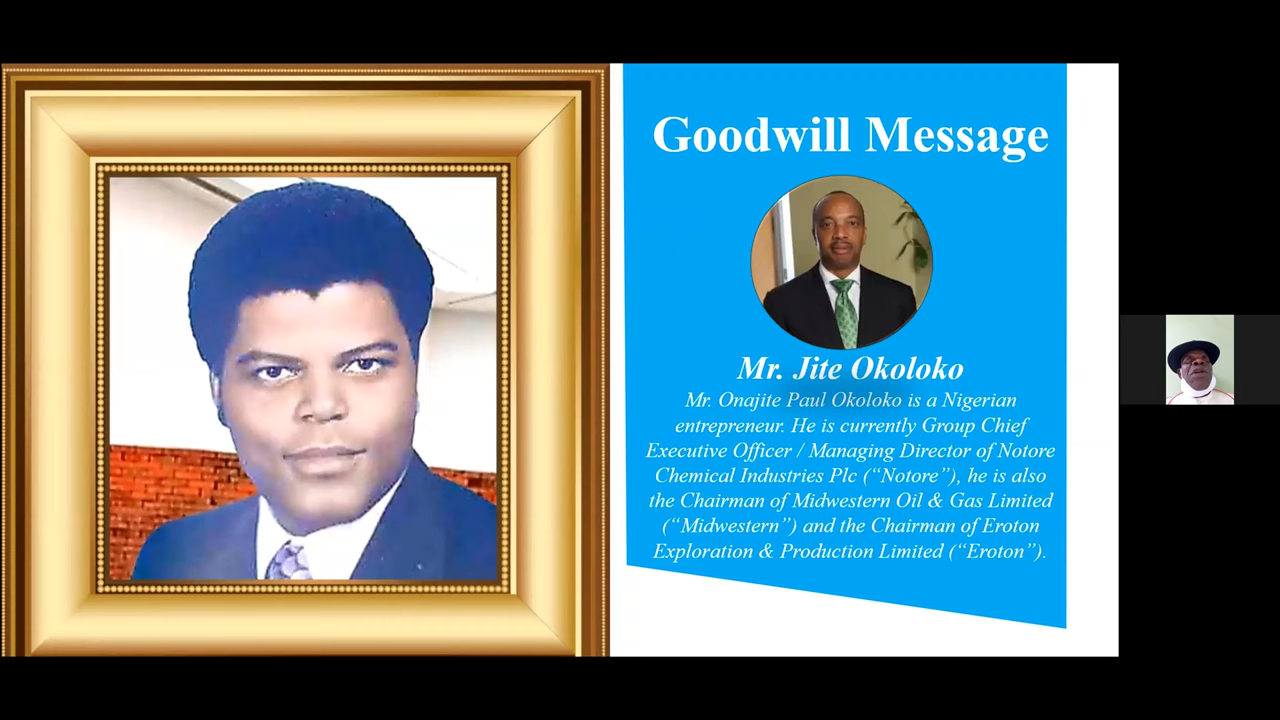 Goodwill Message
Mr. Jite Okoloko
Mr. Onajite Paul Okoloko is a Nigerian
entrepreneur. He is currently Group Chief
Executive Officer / Managing Director of Notore
Chemical Industries Plc (“Notore”), he is also
the Chairman of Midwestern Oil & Gas Limited
(“Midwestern”) and the Chairman of Eroton
Exploration & Production Limited (“Eroton”).